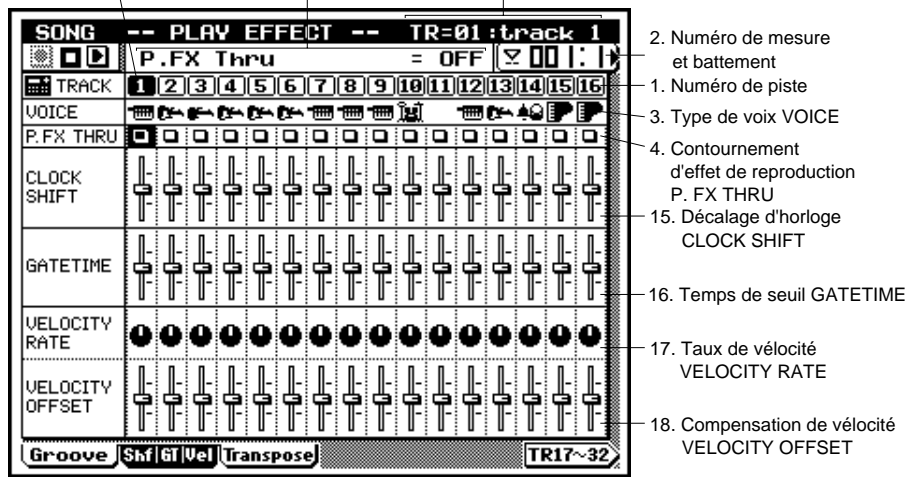 SONG -- PLAY EFFECT -- TR=01:track 1
P.FX Thru = OFF
TRACK 1 2 3 4 5 6 7 8 9 10 11 12 13 14 15 16
VOICE
P.FX THRU
CLOCK
SHIFT
GATETIME
VELOCITY
RATE
VELOCITY
OFFSET
Groove Shf GT Vel Transpose TR17~32
2. Numéro de mesure
et battement
1. Numéro de piste
3. Type de voix VOICE
4. Contournement
d'effet de reproduction
P. FX THRU
15. Décalage d'horloge
CLOCK SHIFT
16. Temps de seuil GATETIME
17. Taux de vélocité
VELOCITY RATE
18. Compensation de vélocité
VELOCITY OFFSET